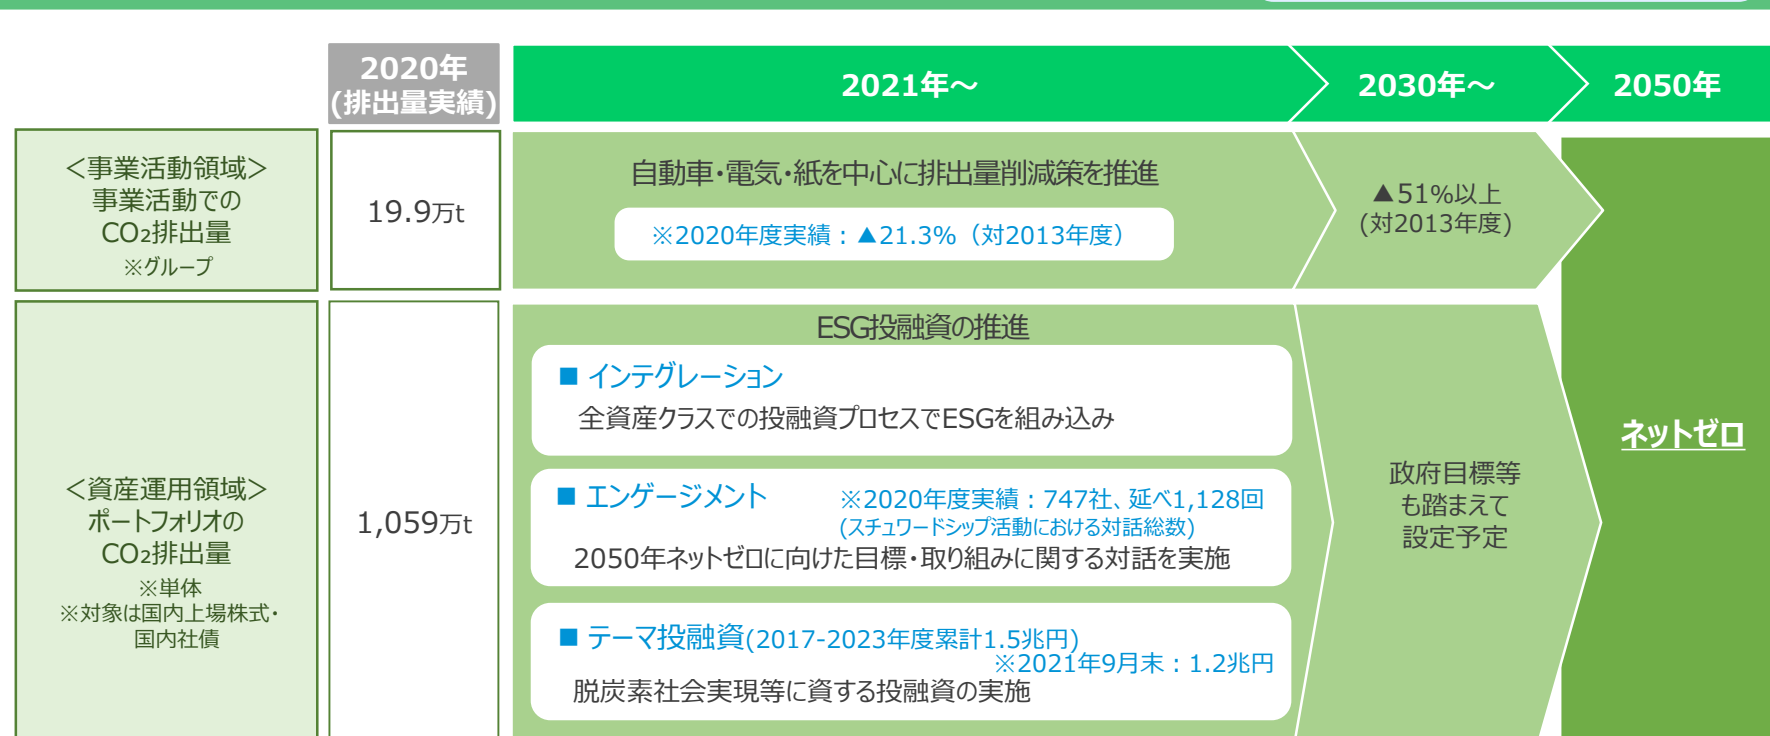 2020年
(排出量実績)
2021年～
2030年～
2050年
＜事業活動領域＞
事業活動での
CO₂排出量
※グループ
19.9万t
自動車・電気・紙を中心に排出量削減策を推進
※2020年度実績：▲21.3%（対2013年度）
▲51%以上
(対2013年度)
＜資産運用領域＞
ポートフォリオの
CO₂排出量
※単体
※対象は国内上場株式・
国内社債
1,059万t
ESG投融資の推進
■ インテグレーション
全資産クラスでの投融資プロセスでESGを組み込み
■ エンゲージメント
※2020年度実績：747社、延べ1,128回
(スチュワードシップ活動における対話総数)
2050年ネットゼロに向けた目標・取り組みに関する対話を実施
■ テーマ投融資(2017-2023年度累計1.5兆円)
※2021年9月末：1.2兆円
脱炭素社会実現等に資する投融資の実施
政府目標等
も踏まえて
設定予定
ネットゼロ